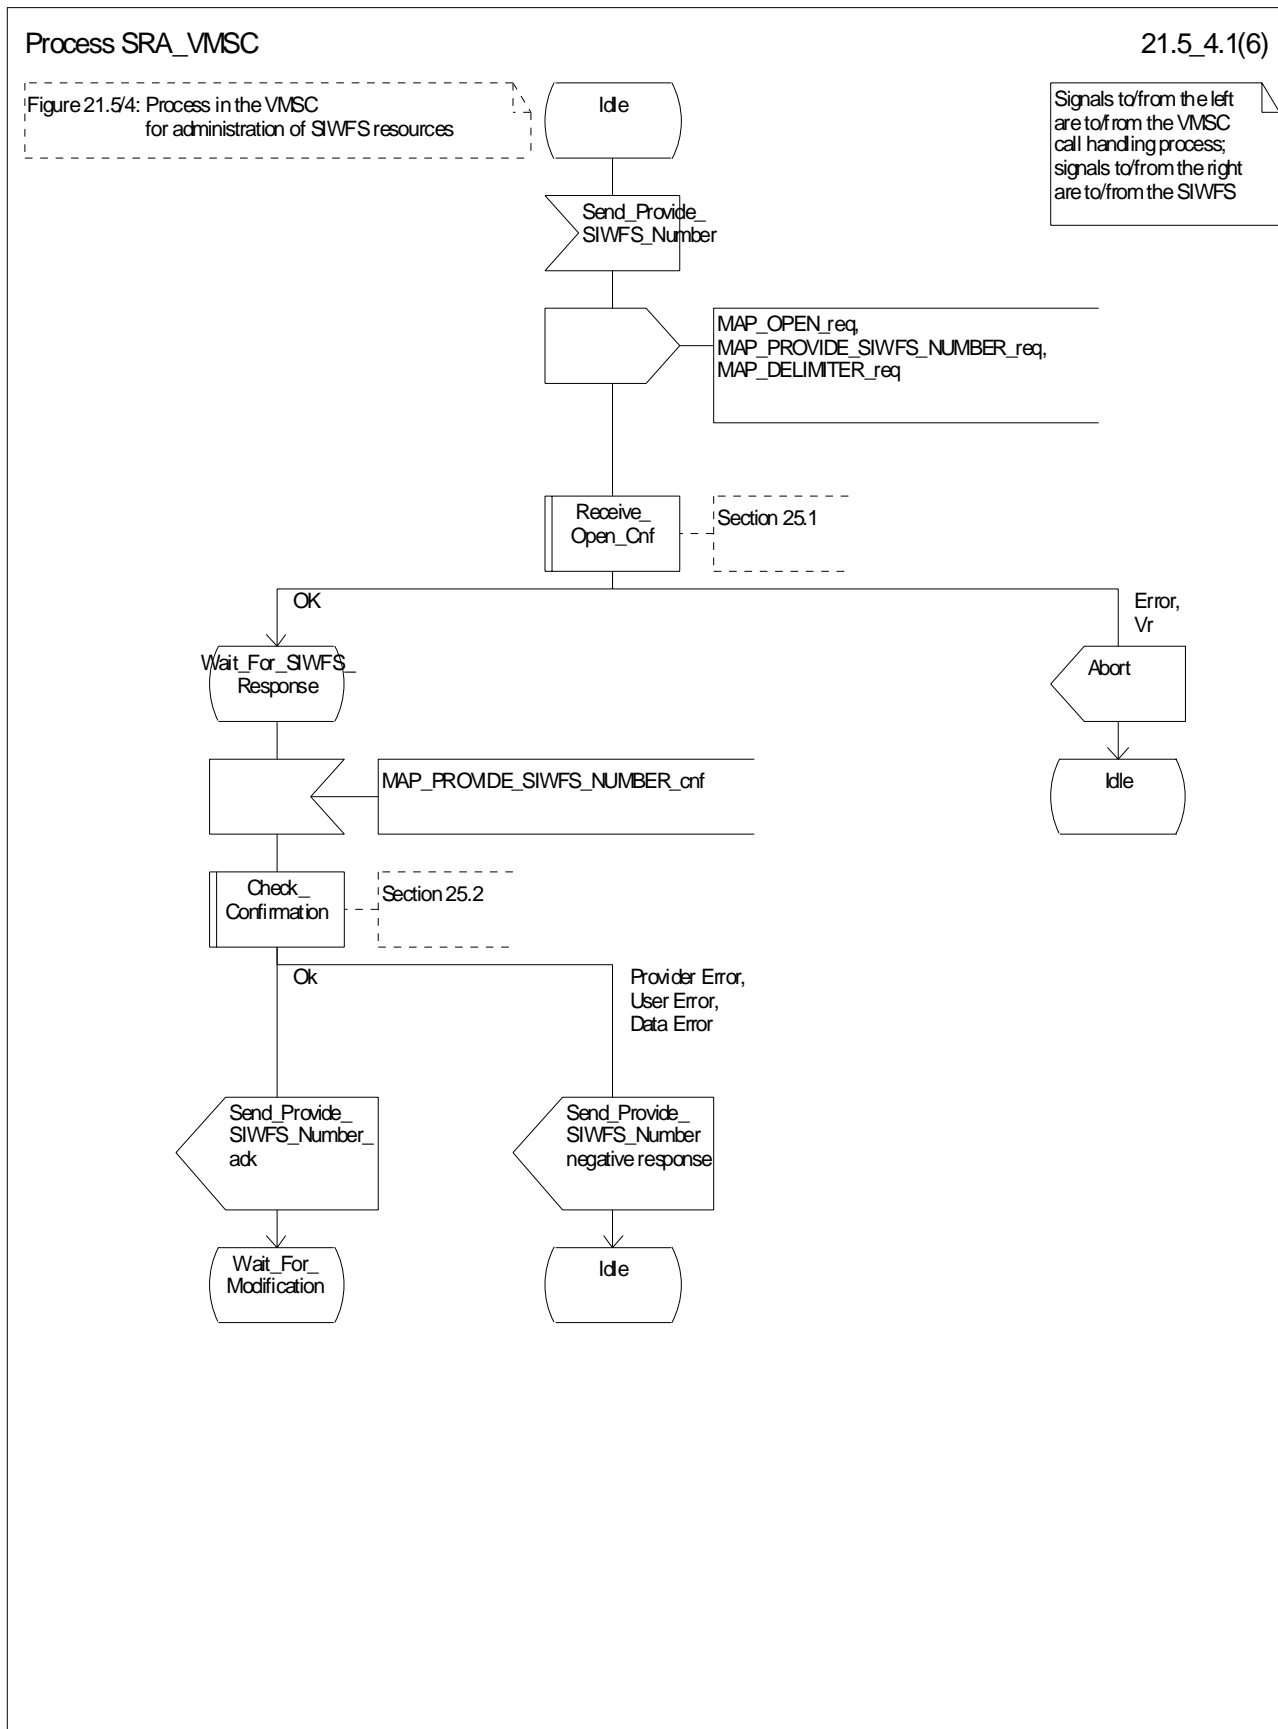 Process SRA_VMSC
21.5_4.1(6)
Figure 21.5/4: Process in the VMSC
for administration of SIWFS resources
Idle
Signals to/from the left
are to/from the VMSC
call handling process;
signals to/from the right
are to/from the SIWFS
Send_Provide_
SIWFS_Number
MAP_OPEN_req,
MAP_PROVIDE_SIWFS_NUMBER_req,
MAP_DELIMITER_req
Receive_
Open_Cnf
Section 25.1
OK
Error,
Vr
Wait_For_SIWFS_
Response
Abort
MAP_PROVIDE_SIWFS_NUMBER_cnf
Idle
Check_
Confirmation
Section 25.2
Ok
Provider Error,
User Error,
Data Error
Send_Provide_
SIWFS_Number_
ack
Send_Provide_
SIWFS_Number
negative response
Wait_For_
Modification
Idle